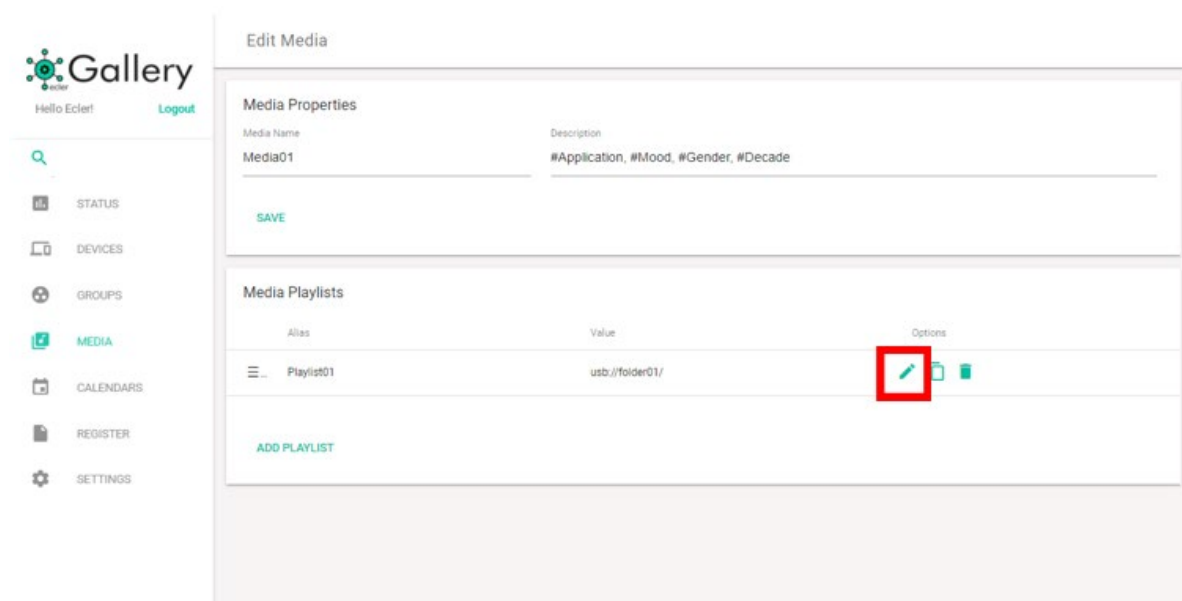 Gallery
ecler
Hello Ecler!
Logout
STATUS
DEVICES
GROUPS
MEDIA
CALENDARS
REGISTER
SETTINGS
Edit Media
Media Properties
Media Name
Description
Media01
#Application, #Mood, #Gender, #Decade
SAVE
Media Playlists
Alias
Value
Options
Playlist01
usb://folder01/
ADD PLAYLIST